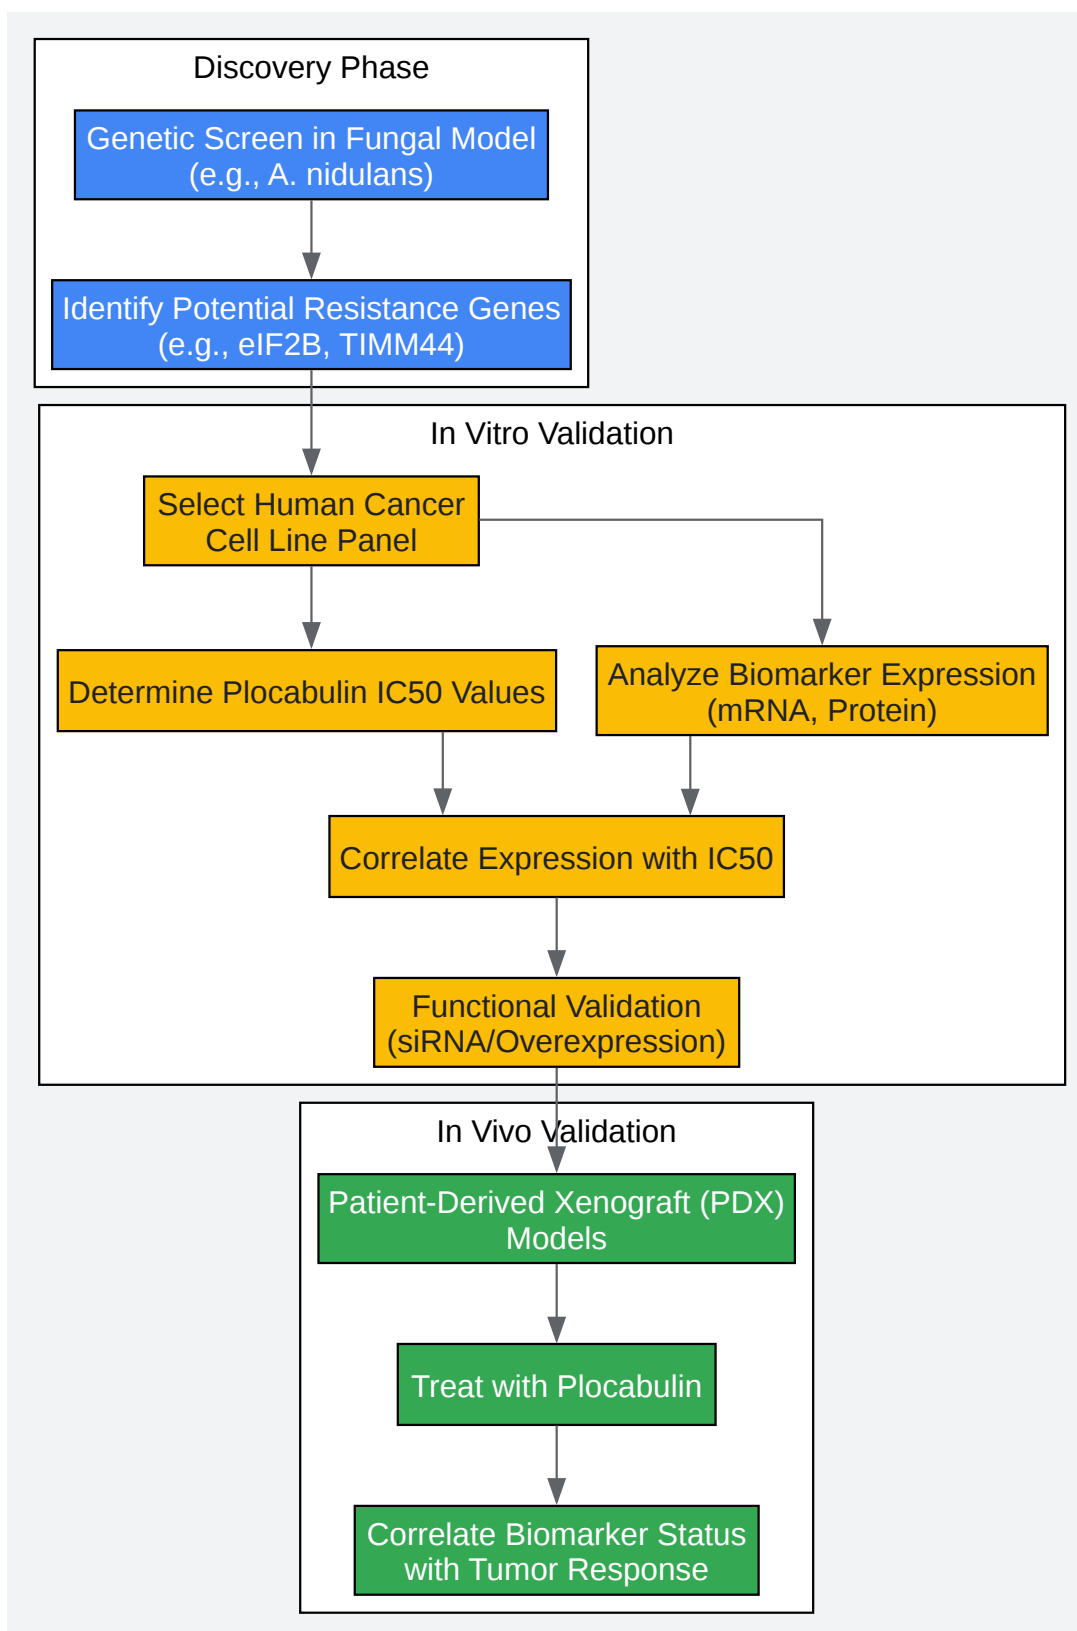 Discovery Phase
Genetic Screen in Fungal Model
(e.g., A. nidulans)
Identify Potential Resistance Genes
(e.g., eIF2B, TIMM44)
In Vitro Validation
Select Human Cancer
Cell Line Panel
Determine Plocabulin IC50 Values
Analyze Biomarker Expression
(mRNA, Protein)
Correlate Expression with IC50
Functional Validation
(siRNA/Overexpression)
In Vivo Validation
Patient-Derived Xenograft (PDX)
Models
Treat with Plocabulin
Correlate Biomarker Status
with Tumor Response